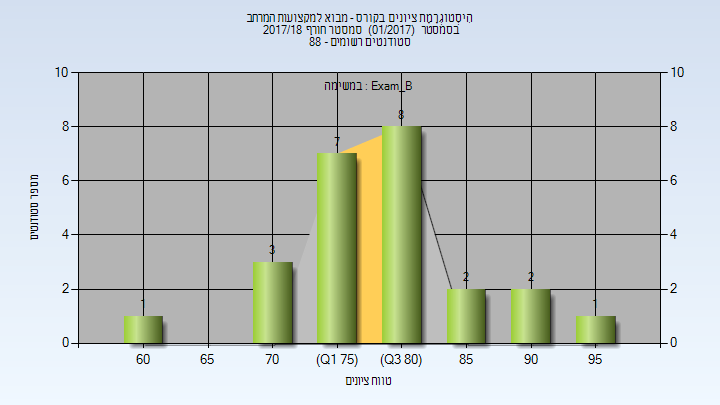 היסטוגרמת ציונים בקורס - מבוא למקצועות המרחב
בסמסטר (01/2017) סמסטר חורף 2017/18
סטודנטים רשומים - 88
במשימה : Exam_B
מספר סטודנטים
10 10
8 8
6 6
4 4
2 2
0 0
1 3 7 8 2 2 1
60 65 70 (Q1 75) (Q3 80) 85 90 95
טווח ציונים